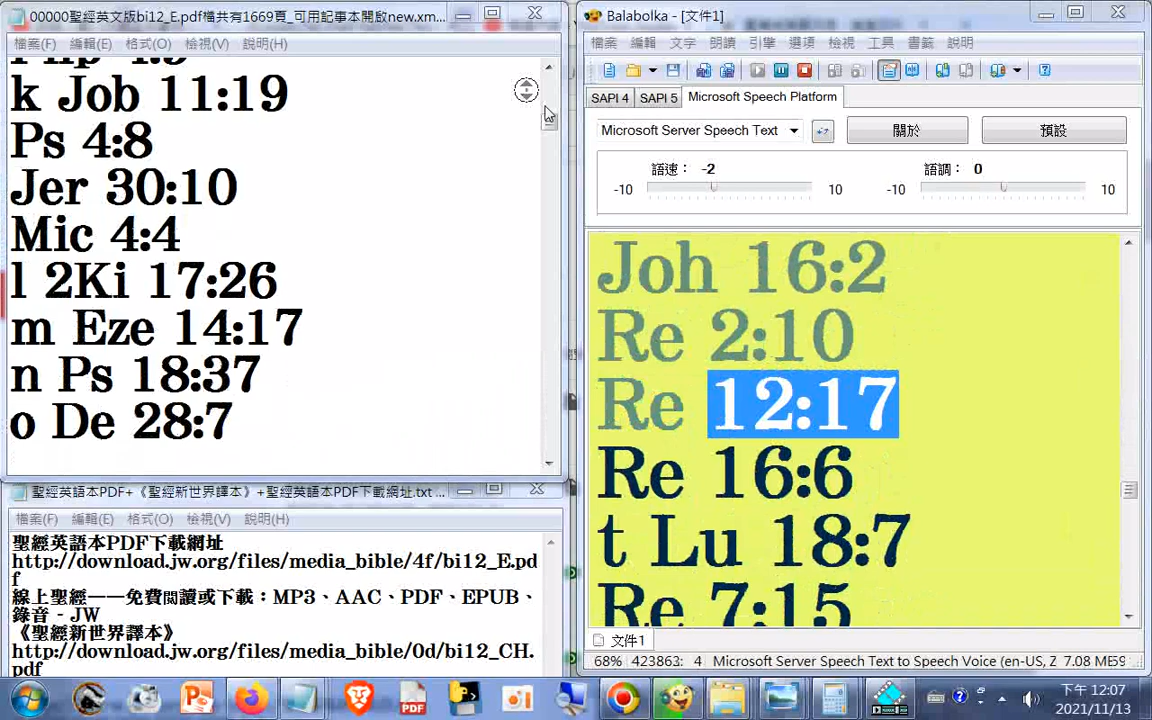 00000聖經英文版bi12_E.pdf檔共有1669頁_可用記事本開啟new.xm...
檔案(F) 編輯(E) 格式(O) 檢視(V) 說明(H)
k Job 11:19
Ps 4:8
Jer 30:10
Mic 4:4
l 2Ki 17:26
m Eze 14:17
n Ps 18:37
o De 28:7
聖經英語本PDF+《聖經新世界譯本》+聖經英語本PDF下載網址.txt ...
檔案(F) 編輯(E) 格式(O) 檢視(V) 說明(H)
聖經英語本PDF下載網址
http://download.jw.org/files/media_bible/4f/bi12_E.pd
f
線上聖經——免費閱讀或下載：MP3、AAC、PDF、EPUB、
錄音 - JW
《聖經新世界譯本》
http://download.jw.org/files/media_bible/0d/bi12_CH.
pdf
Balabolka - [文件1]
檔案 編輯 文字 朗讀 引擎 選項 檢視 工具 書籤 說明
SAPI 4 SAPI 5 Microsoft Speech Platform
Microsoft Server Speech Text 關於 預設
語速： -2 語調： 0
-10 10 -10 10
Joh 16:2
Re 2:10
Re 12:17
Re 16:6
t Lu 18:7
Re 7:15
文件1
68% 423863: 4 Microsoft Server Speech Text to Speech Voice (en-US, Z 7.08 ME59
PDF
下午 12:07
2021/11/13